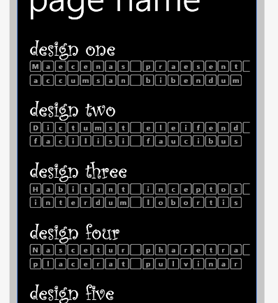 page name
design one
Maecenas praesent
accumsan bibendum
design two
Dictumst eleifend
facilisi faucibus
design three
Habitant inceptos
interdum lobortis
design four
Nascetur pharetra
placerat pulvinar
design five